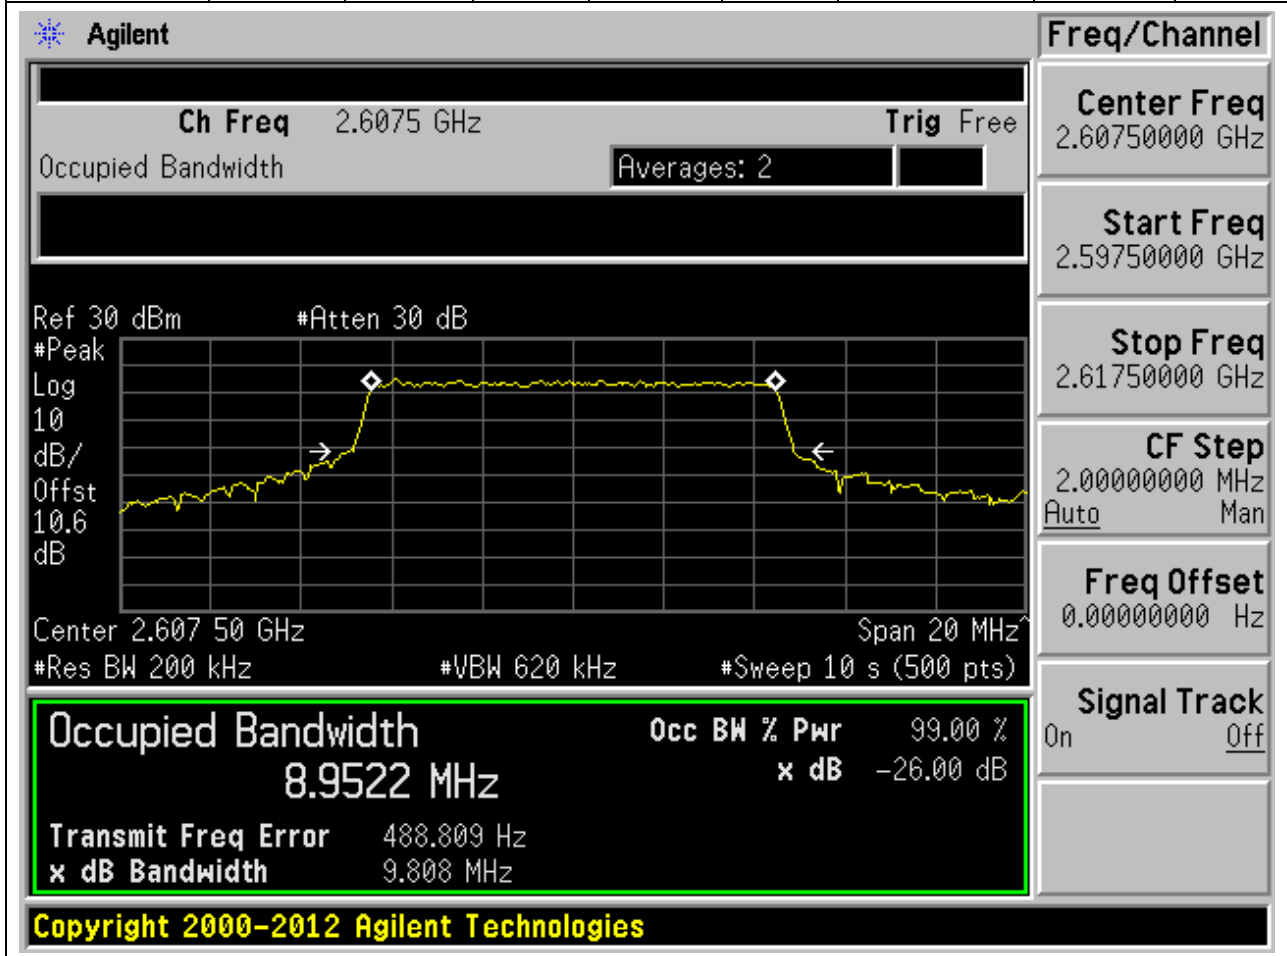 Agilent
Freq/Channel
Ch Freq 2.6075 GHz Trig Free
Occupied Bandwidth Averages: 2
Center Freq
2.60750000 GHz
Start Freq
2.59750000 GHz
Stop Freq
2.61750000 GHz
CF Step
2.00000000 MHz
Auto Man
Freq Offset
0.00000000 Hz
Signal Track
On Off
Ref 30 dBm #Atten 30 dB
#Peak
Log
10
dB/
Offst
10.6
dB
Center 2.607 50 GHz Span 20 MHz^
#Res BW 200 kHz #VBW 620 kHz #Sweep 10 s (500 pts)
Occupied Bandwidth
8.9522 MHz
Occ BW % Pwr 99.00 %
x dB -26.00 dB
Transmit Freq Error 488.809 Hz
x dB Bandwidth 9.808 MHz
Copyright 2000-2012 Agilent Technologies